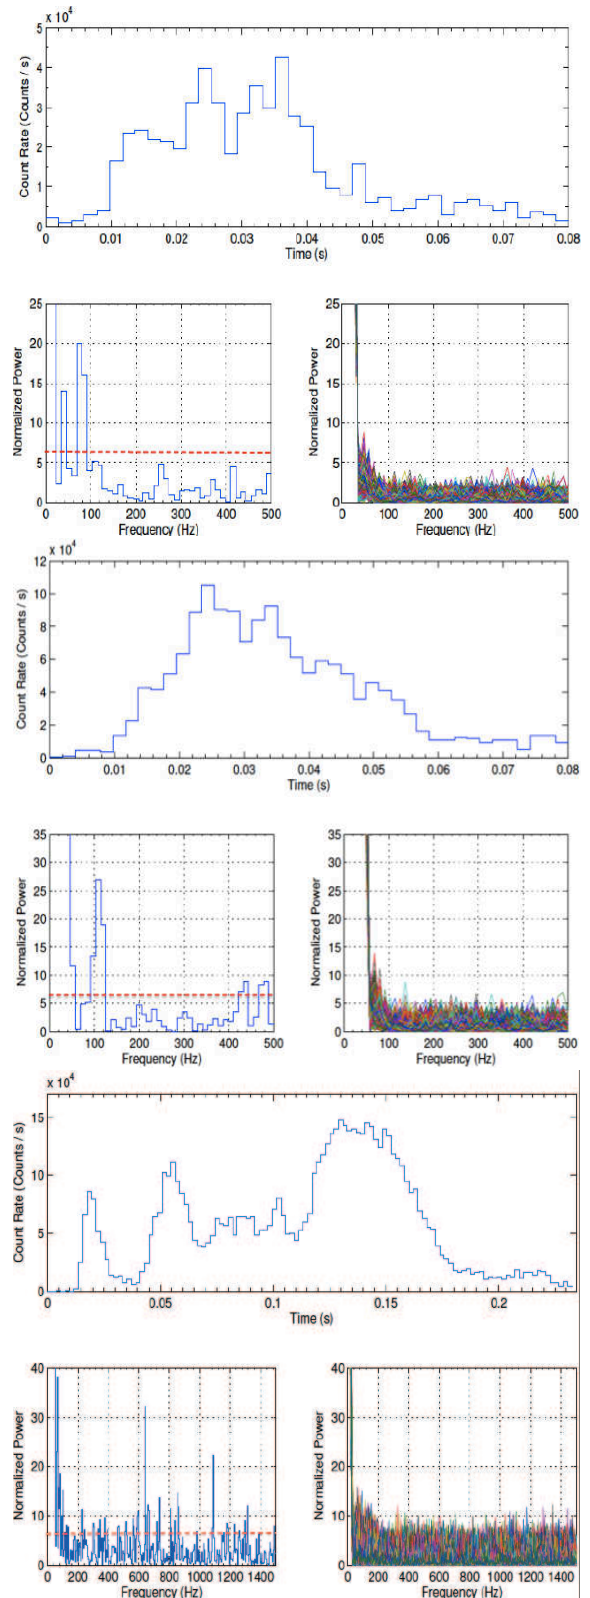 x 10⁴
5
4
3
2
1
0
Count Rate (Counts / s)
0 0.01 0.02 0.03 0.04 0.05 0.06 0.07 0.08
Time (s)
25
20
15
10
5
0
Normalized Power
0 100 200 300 400 500
Frequency (Hz)
25
20
15
10
5
0
Normalized Power
0 100 200 300 400 500
Frequency (Hz)
x 10⁴
12
10
8
6
4
2
0
Count Rate (Counts / s)
0 0.01 0.02 0.03 0.04 0.05 0.06 0.07 0.08
Time (s)
35
30
25
20
15
10
5
0
Normalized Power
0 100 200 300 400 500
Frequency (Hz)
35
30
25
20
15
10
5
0
Normalized Power
0 100 200 300 400 500
Frequency (Hz)
x 10⁴
15
10
5
0
Count Rate (Counts / s)
0 0.05 0.1 0.15 0.2
Time (s)
40
30
20
10
0
Normalized Power
0 200 400 600 800 1000 1200 1400
Frequency (Hz)
40
30
20
10
0
Normalized Power
0 200 400 600 800 1000 1200 1400
Frequency (Hz)